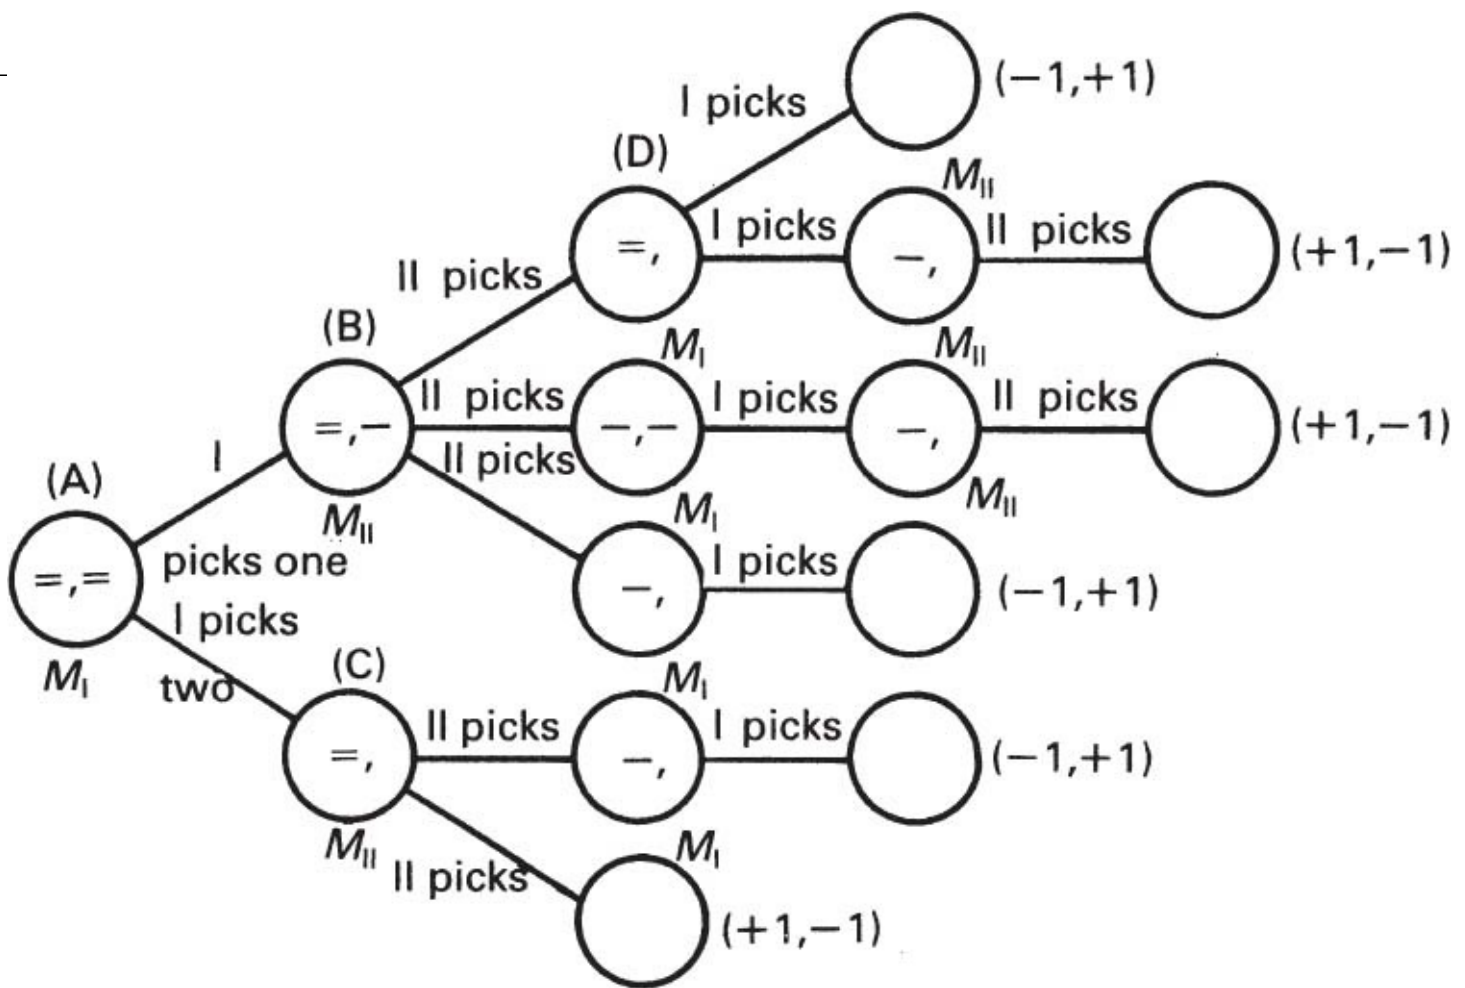 I picks
(−1,+1)
(D)
M_II
=,
I picks
−,
II picks
(+1,−1)
II picks
(B)
M_I
M_II
=,−
II picks
−,−
I picks
−,
II picks
(+1,−1)
I
II picks
(A)
M_II
M_I
M_II
=,=
picks one
−,
I picks
(−1,+1)
I picks
M_I
two
(C)
M_I
=,
II picks
−,
I picks
(−1,+1)
M_II
II picks
M_I
(+1,−1)